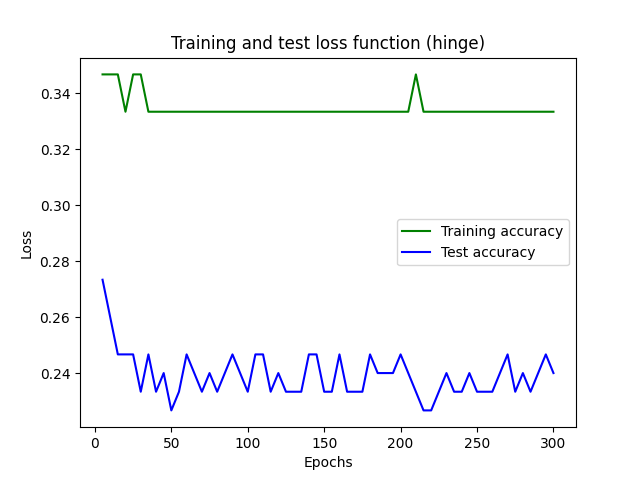 Training and test loss function (hinge)
0.34
0.32
0.30
0.28
0.26
0.24
Loss
Training accuracy
Test accuracy
0 50 100 150 200 250 300
Epochs